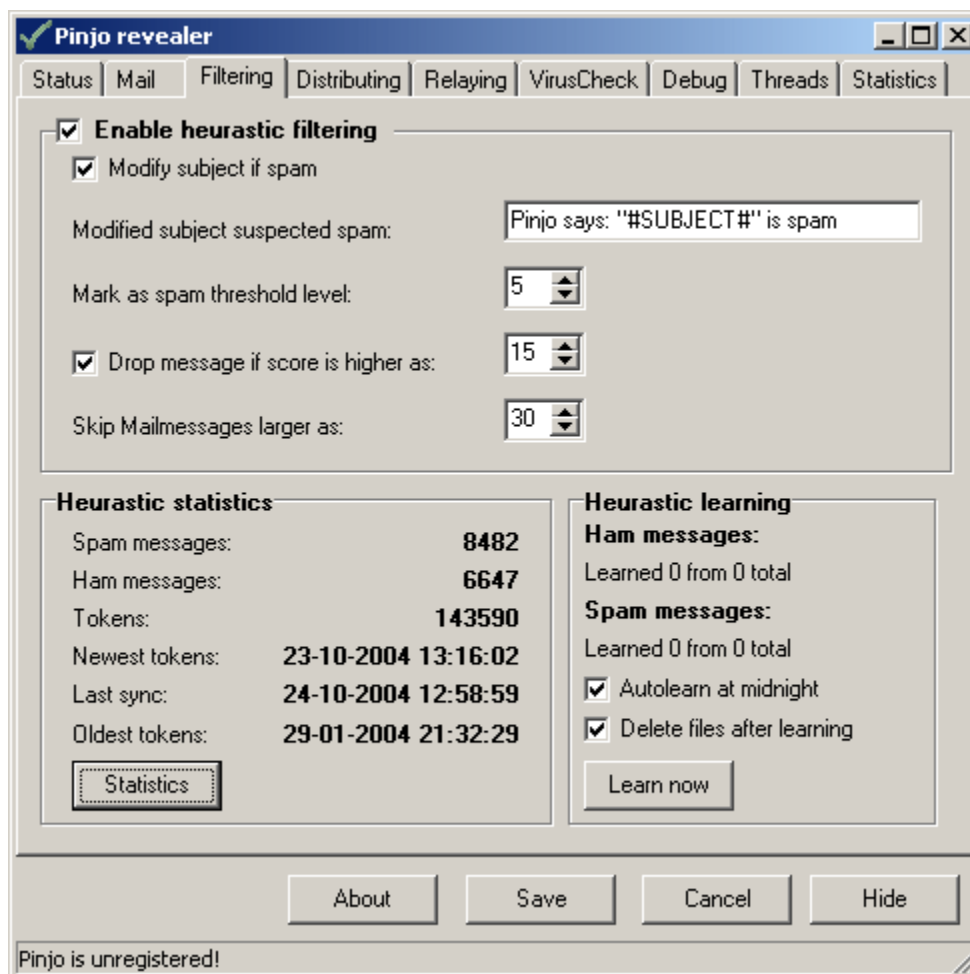 Pinjo revealer
Status Mail Filtering Distributing Relaying VirusCheck Debug Threads Statistics
Enable heurastic filtering
Modify subject if spam
Modified subject suspected spam: Pinjo says: "#SUBJECT#" is spam
Mark as spam threshold level: 5
Drop message if score is higher as: 15
Skip Mailmessages larger as: 30
Heurastic statistics
Spam messages: 8482
Ham messages: 6647
Tokens: 143590
Newest tokens: 23-10-2004 13:16:02
Last sync: 24-10-2004 12:58:59
Oldest tokens: 29-01-2004 21:32:29
Statistics
Heurastic learning
Ham messages:
Learned 0 from 0 total
Spam messages:
Learned 0 from 0 total
Autolearn at midnight
Delete files after learning
Learn now
About Save Cancel Hide
Pinjo is unregistered!